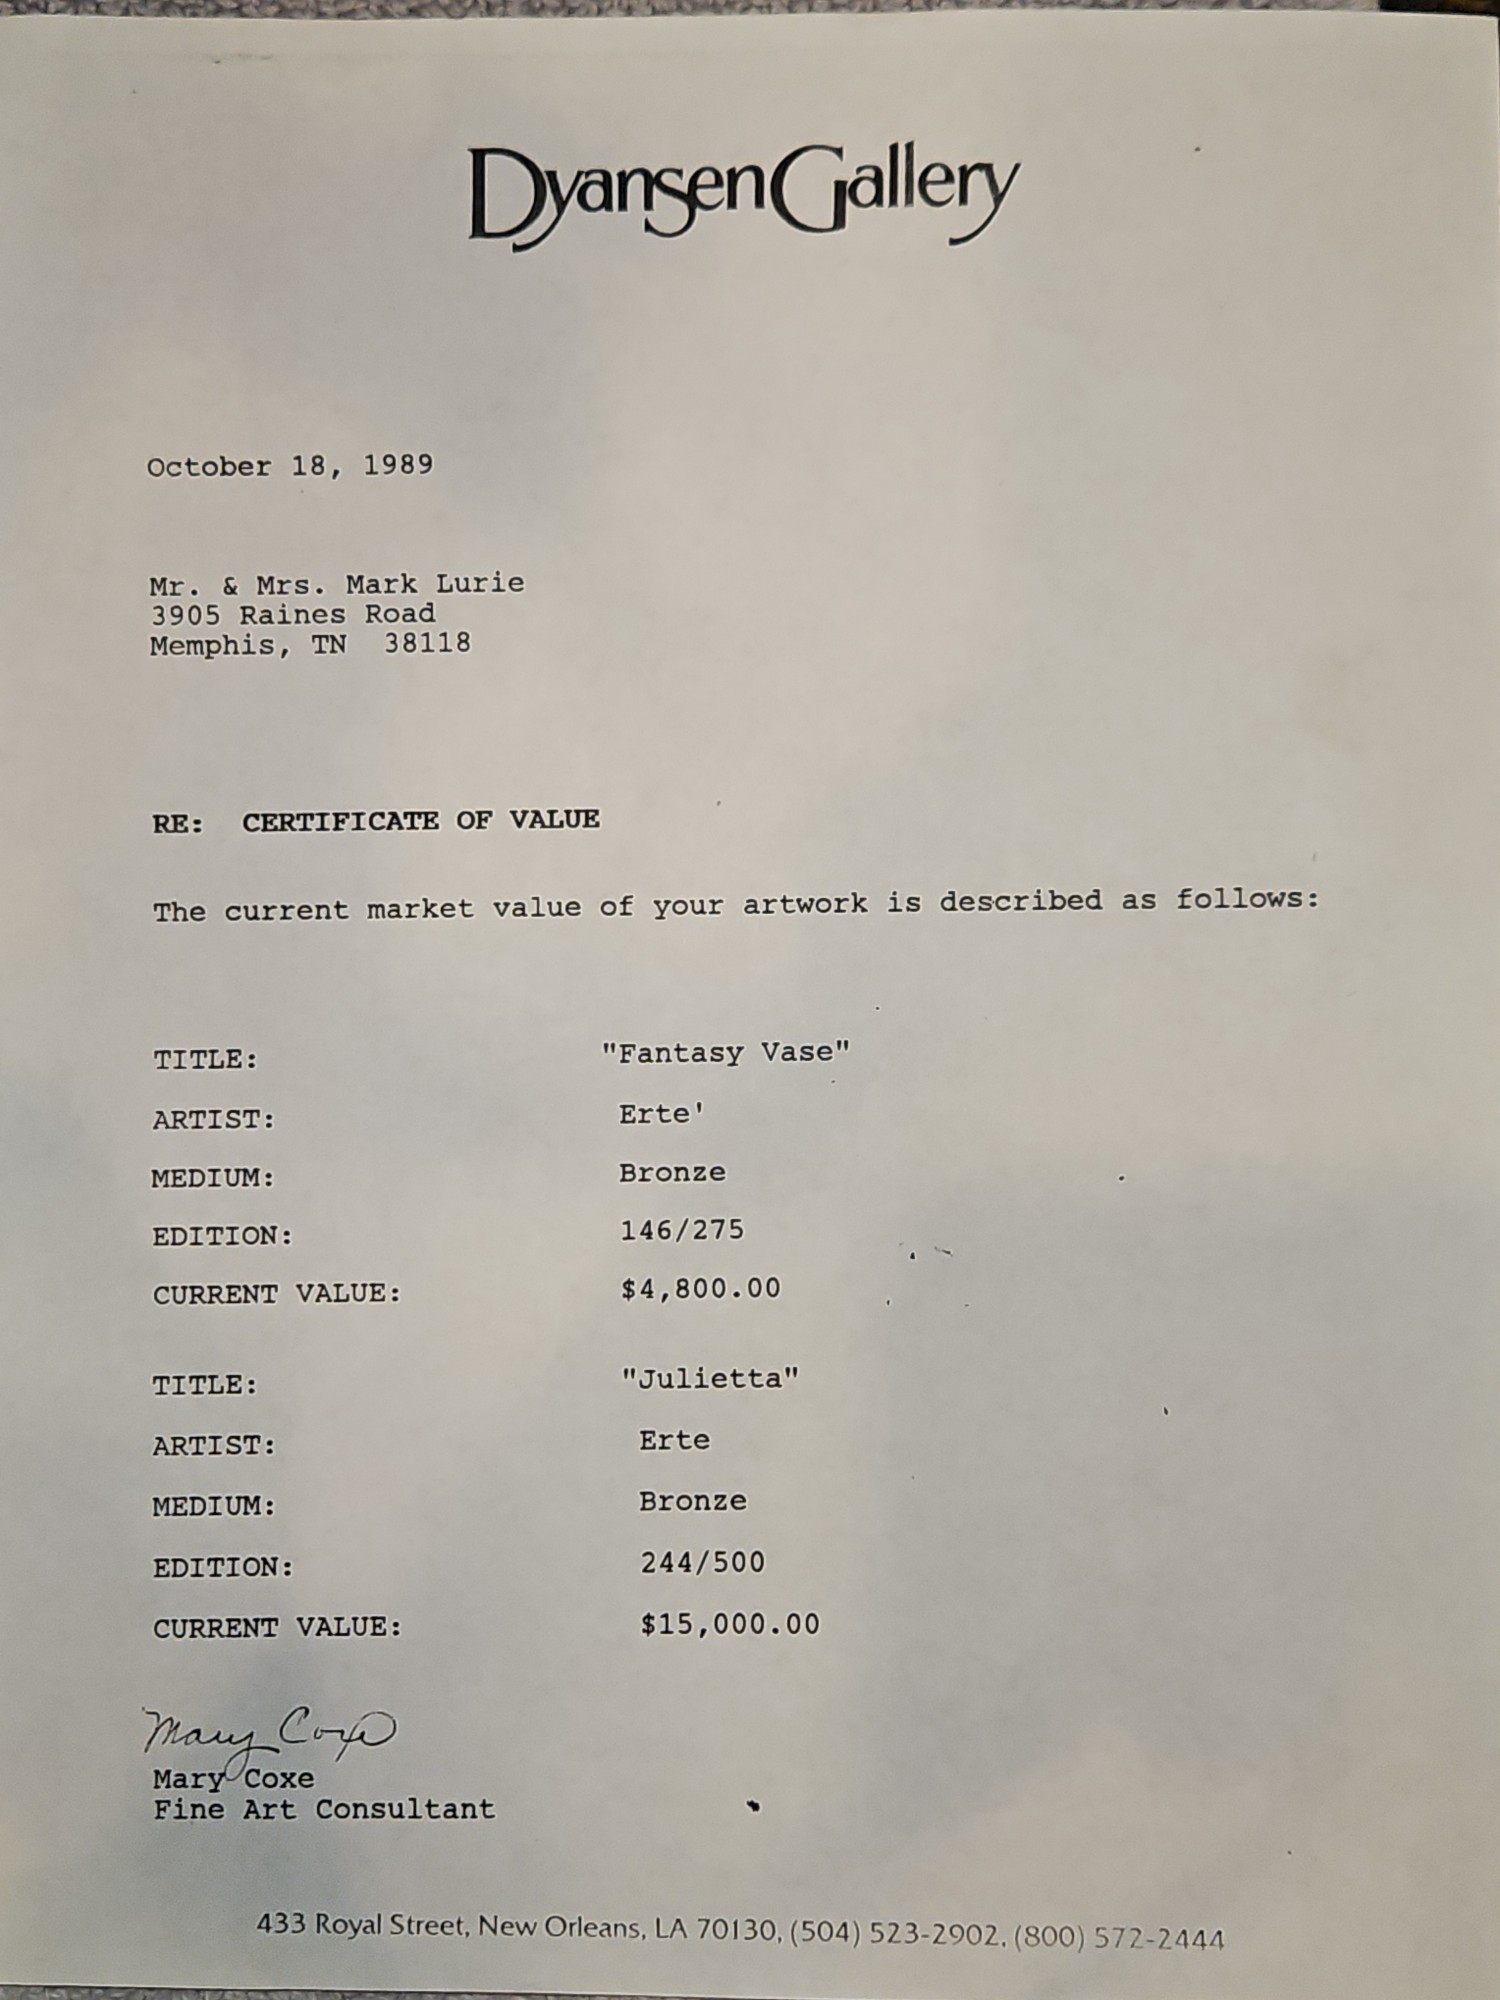 Dyansen Gallery
October 18, 1989
Mr. & Mrs. Mark Lurie
3905 Raines Road
Memphis, TN 38118
RE: CERTIFICATE OF VALUE
The current market value of your artwork is described as follows:
TITLE: "Fantasy Vase"
ARTIST: Erte'
MEDIUM: Bronze
EDITION: 146/275
CURRENT VALUE: $4,800.00
TITLE: "Julietta"
ARTIST: Erte
MEDIUM: Bronze
EDITION: 244/500
CURRENT VALUE: $15,000.00
Mary Coxe
Mary Coxe
Fine Art Consultant
433 Royal Street, New Orleans, LA 70130, (504) 523-2902, (800) 572-2444